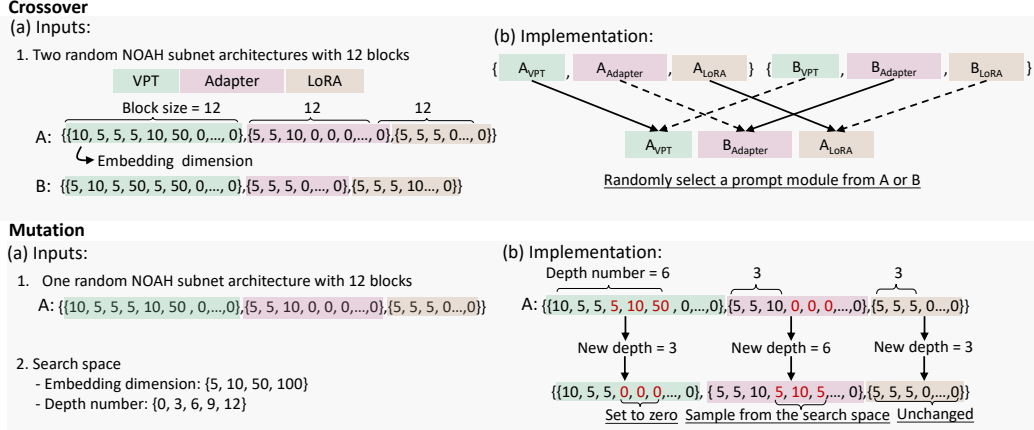 Crossover
(a) Inputs:
1. Two random NOAH subnet architectures with 12 blocks
VPT Adapter LoRA
Block size = 12 12 12
A: {{10, 5, 5, 5, 10, 50, 0,..., 0},{5, 5, 10, 0, 0, 0,..., 0},{5, 5, 5, 0..., 0}}
Embedding dimension
B: {{5, 10, 5, 50, 5, 50, 0,..., 0},{5, 5, 5, 0,..., 0},{5, 5, 5, 10..., 0}}
(b) Implementation:
{ A_VPT , A_Adapter , A_LoRA } { B_VPT , B_Adapter , B_LoRA }
A_VPT B_Adapter A_LoRA
Randomly select a prompt module from A or B
Mutation
(a) Inputs:
1. One random NOAH subnet architecture with 12 blocks
A: {{10, 5, 5, 5, 10, 50 ,0,...,0},{5, 5, 10, 0, 0, 0,...,0},{5, 5, 5, 0...,0}}
2. Search space
- Embedding dimension: {5, 10, 50, 100}
- Depth number: {0, 3, 6, 9, 12}
(b) Implementation:
Depth number = 6 3 3
A: {{10, 5, 5, 5, 10, 50 , 0,...,0},{5, 5, 10, 0, 0, 0,...,0},{5, 5, 5, 0...,0}}
New depth = 3 New depth = 6 New depth = 3
{{10, 5, 5, 0, 0, 0,..., 0}, {5, 5, 10, 5, 10, 5,..., 0},{5, 5, 5, 0,...,0}}
Set to zero Sample from the search space Unchanged